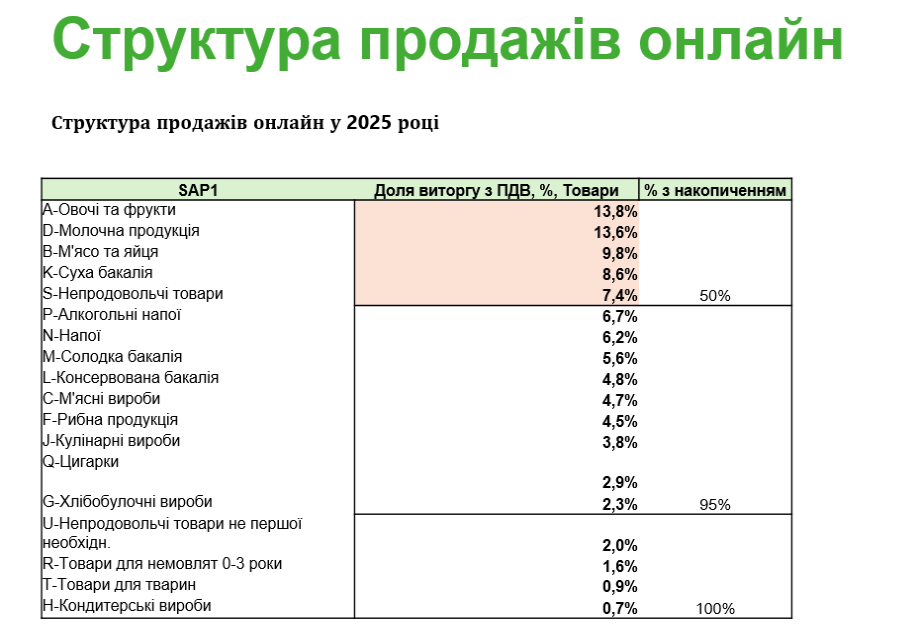 Структура продажів онлайн
Структура продажів онлайн у 2025 році
SAP1 Доля виторгу з ПДВ, %, Товари % з накопиченням
A-Овочі та фрукти 13,8%
D-Молочна продукція 13,6%
B-М'ясо та яйця 9,8%
K-Суха бакалія 8,6%
S-Непродовольчі товари 7,4% 50%
P-Алкогольні напої 6,7%
N-Напої 6,2%
M-Солодка бакалія 5,6%
L-Консервована бакалія 4,8%
C-М'ясні вироби 4,7%
F-Рибна продукція 4,5%
J-Кулінарні вироби 3,8%
Q-Цигарки
2,9%
G-Хлібобулочні вироби 2,3% 95%
U-Непродовольчі товари не першої
необхідн. 2,0%
R-Товари для немовлят 0-3 роки 1,6%
T-Товари для тварин 0,9%
H-Кондитерські вироби 0,7% 100%